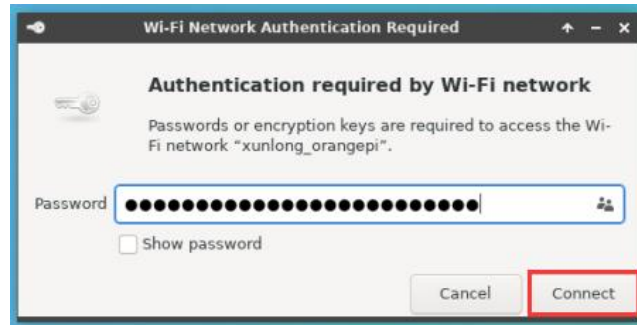 Wi-Fi Network Authentication Required
Authentication required by Wi-Fi network
Passwords or encryption keys are required to access the Wi-
Fi network “xunlong_orangepi”.
Password ●●●●●●●●●●●●●●●●●●●●●●●●●
Show password
Cancel Connect